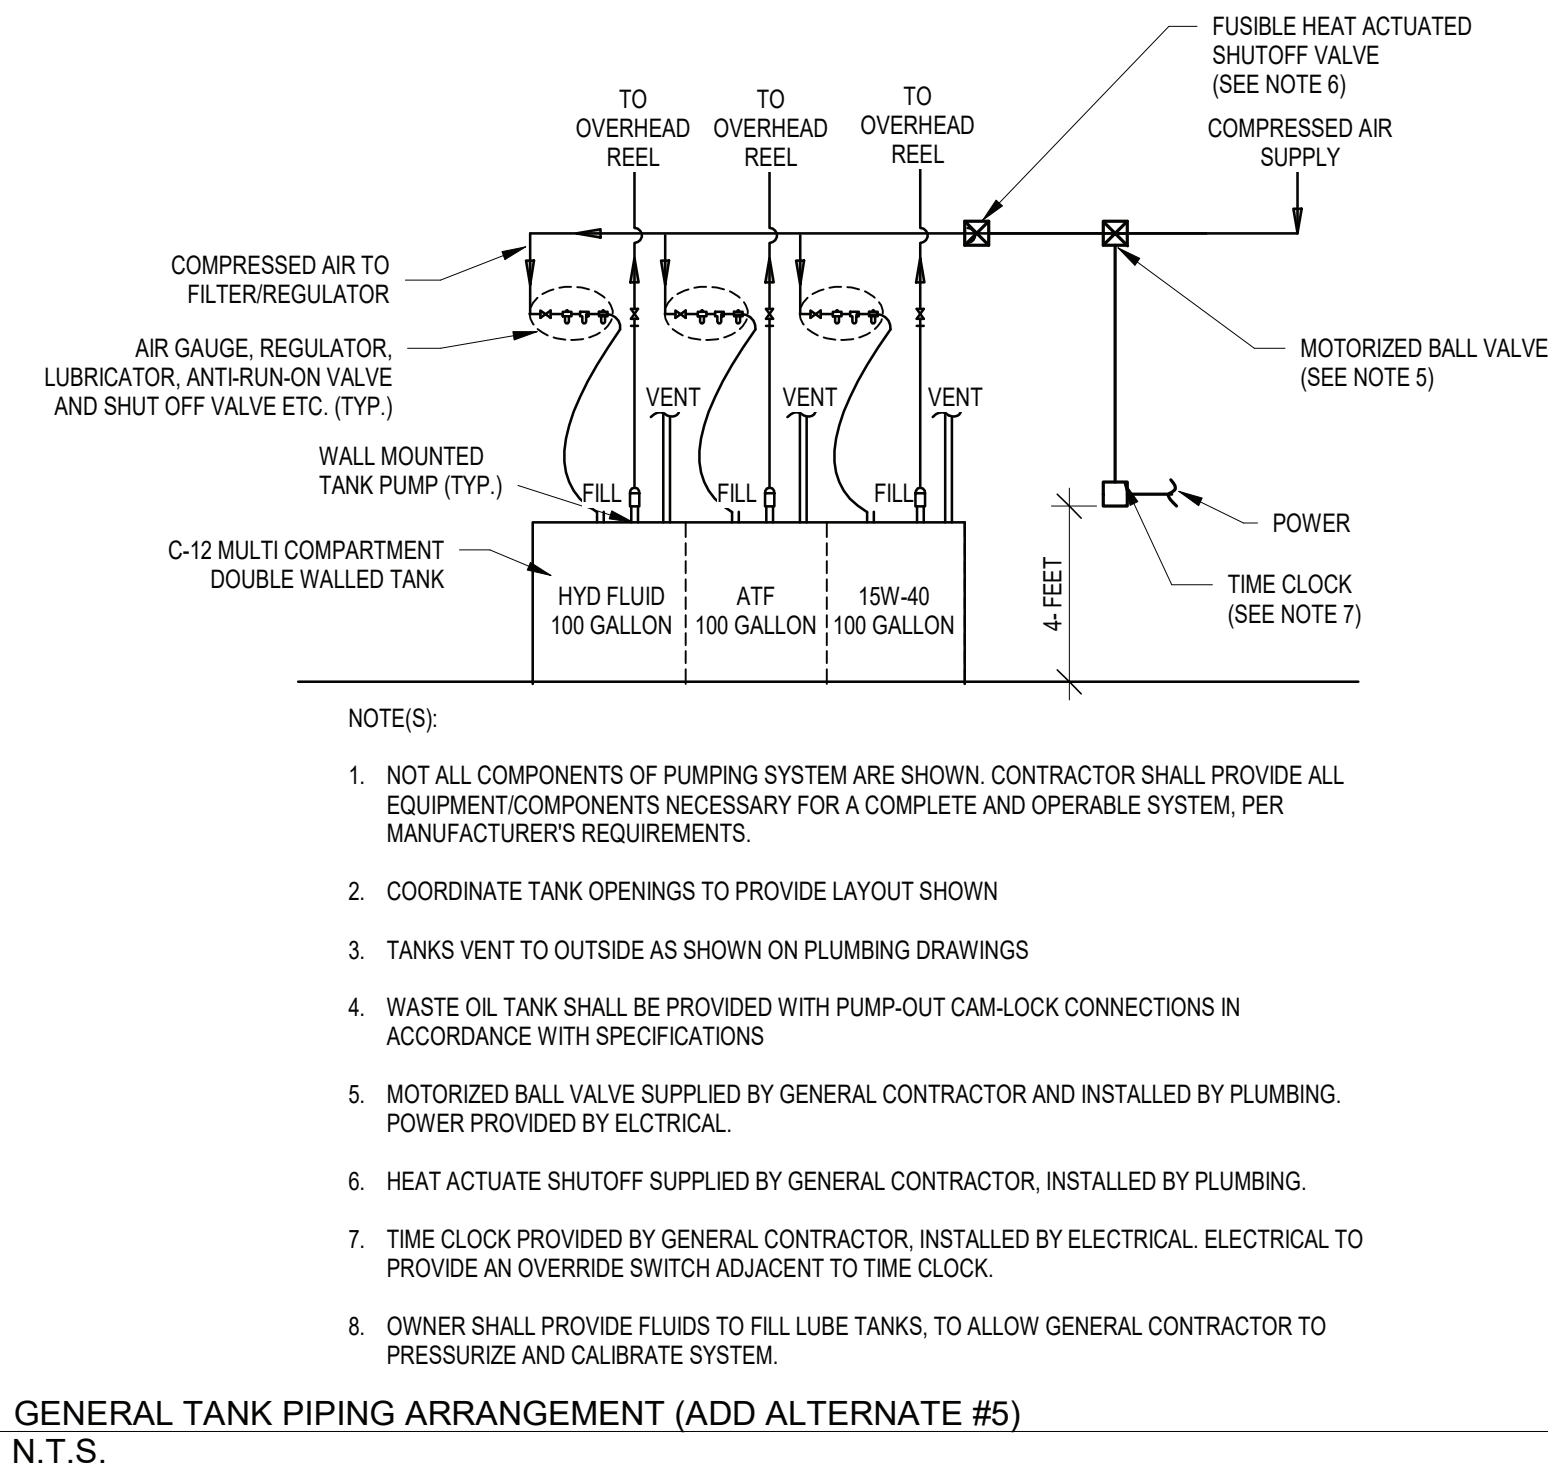 FUSIBLE HEAT ACTUATED
SHUTOFF VALVE
(SEE NOTE 6)
TO
OVERHEAD
REEL
TO
OVERHEAD
REEL
TO
OVERHEAD
REEL
COMPRESSED AIR
SUPPLY
COMPRESSED AIR TO
FILTER/REGULATOR
AIR GAUGE, REGULATOR,
LUBRICATOR, ANTI-RUN-ON VALVE
AND SHUT OFF VALVE ETC. (TYP.)
MOTORIZED BALL VALVE
(SEE NOTE 5)
VENT
VENT
VENT
WALL MOUNTED
TANK PUMP (TYP.)
FILL
FILL
FILL
POWER
C-12 MULTI COMPARTMENT
DOUBLE WALLED TANK
HYD FLUID
100 GALLON
ATF
100 GALLON
15W-40
100 GALLON
4- FEET
TIME CLOCK
(SEE NOTE 7)
NOTE(S):
1. NOT ALL COMPONENTS OF PUMPING SYSTEM ARE SHOWN. CONTRACTOR SHALL PROVIDE ALL
EQUIPMENT/COMPONENTS NECESSARY FOR A COMPLETE AND OPERABLE SYSTEM, PER
MANUFACTURER'S REQUIREMENTS.
2. COORDINATE TANK OPENINGS TO PROVIDE LAYOUT SHOWN
3. TANKS VENT TO OUTSIDE AS SHOWN ON PLUMBING DRAWINGS
4. WASTE OIL TANK SHALL BE PROVIDED WITH PUMP-OUT CAM-LOCK CONNECTIONS IN
ACCORDANCE WITH SPECIFICATIONS
5. MOTORIZED BALL VALVE SUPPLIED BY GENERAL CONTRACTOR AND INSTALLED BY PLUMBING.
POWER PROVIDED BY ELCTRICAL.
6. HEAT ACTUATE SHUTOFF SUPPLIED BY GENERAL CONTRACTOR, INSTALLED BY PLUMBING.
7. TIME CLOCK PROVIDED BY GENERAL CONTRACTOR, INSTALLED BY ELECTRICAL. ELECTRICAL TO
PROVIDE AN OVERRIDE SWITCH ADJACENT TO TIME CLOCK.
8. OWNER SHALL PROVIDE FLUIDS TO FILL LUBE TANKS, TO ALLOW GENERAL CONTRACTOR TO
PRESSURIZE AND CALIBRATE SYSTEM.
GENERAL TANK PIPING ARRANGEMENT (ADD ALTERNATE #5)
N.T.S.